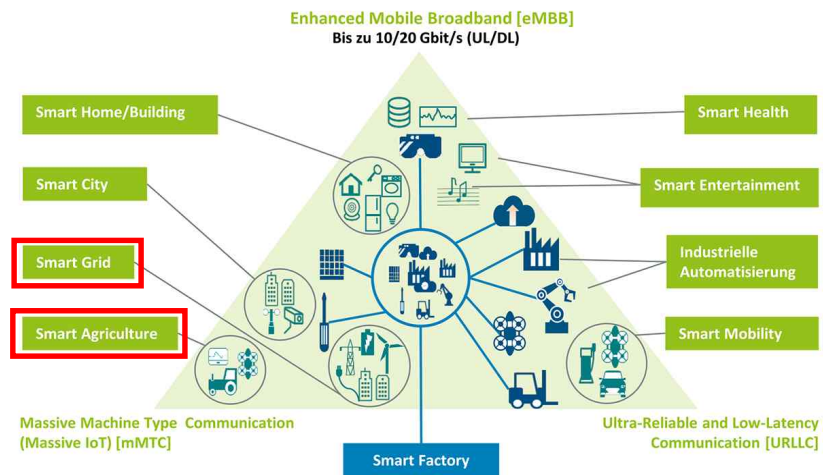 Enhanced Mobile Broadband [eMBB]
Bis zu 10/20 Gbit/s (UL/DL)
Smart Home/Building
Smart Health
Smart City
Smart Entertainment
Smart Grid
Industrielle
Automatisierung
Smart Agriculture
Smart Mobility
Massive Machine Type Communication
(Massive IoT) [mMTC]
Ultra-Reliable and Low-Latency
Communication [URLLC]
Smart Factory